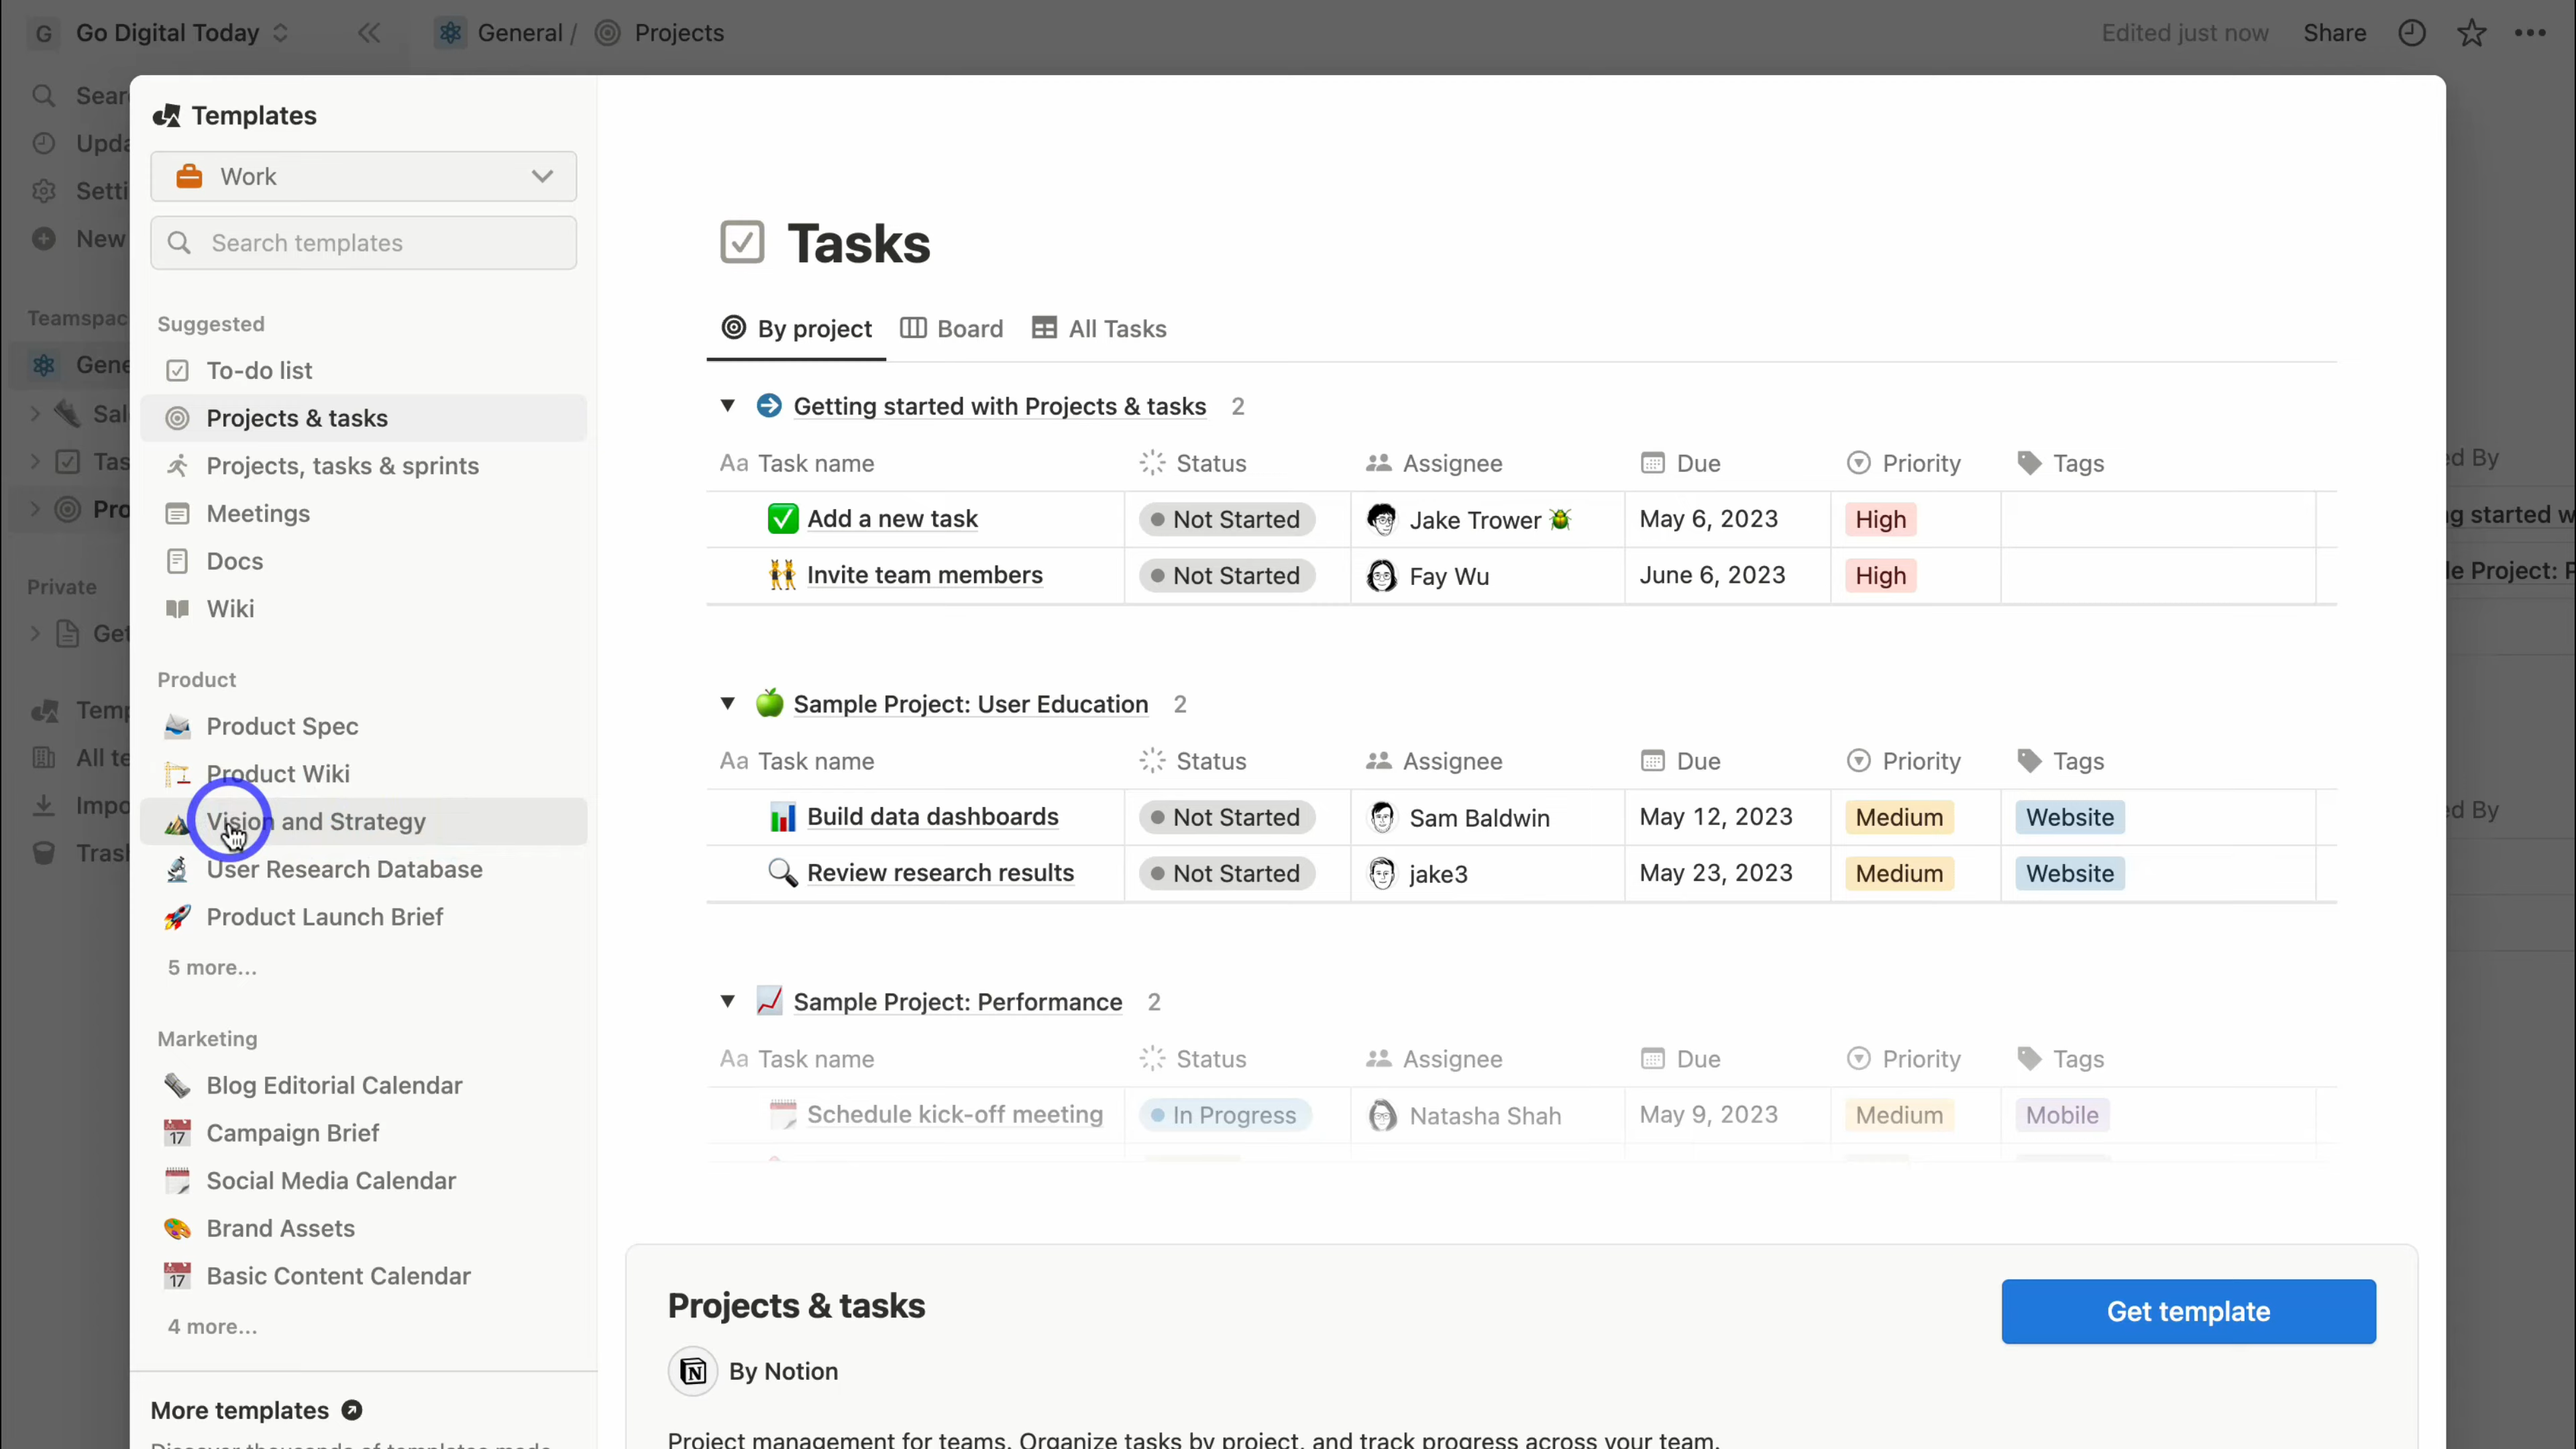 G Go Digital Today
General / Projects
Edited just now Share
Sear
Upda
Setti
New
Teamspac
Gene
Sal
Tas
Pro
Private
Get
Temp
All te
Impo
Trash
Templates
Work
Search templates
Suggested
To-do list
Projects & tasks
Projects, tasks & sprints
Meetings
Docs
Wiki
Product
Product Spec
Product Wiki
Vision and Strategy
User Research Database
Product Launch Brief
5 more...
Marketing
Blog Editorial Calendar
Campaign Brief
Social Media Calendar
Brand Assets
Basic Content Calendar
4 more...
More templates
Discover thousands of templates made
Tasks
By project Board All Tasks
Getting started with Projects & tasks 2
Aa Task name Status Assignee Due Priority Tags
Add a new task Not Started Jake Trower May 6, 2023 High
Invite team members Not Started Fay Wu June 6, 2023 High
Sample Project: User Education 2
Aa Task name Status Assignee Due Priority Tags
Build data dashboards Not Started Sam Baldwin May 12, 2023 Medium Website
Review research results Not Started jake3 May 23, 2023 Medium Website
Sample Project: Performance 2
Aa Task name Status Assignee Due Priority Tags
Schedule kick-off meeting In Progress Natasha Shah May 9, 2023 Medium Mobile
Projects & tasks
Get template
By Notion
Project management for teams. Organize tasks by project, and track progress across your team.
ed By
g started w
le Project: P
ed By